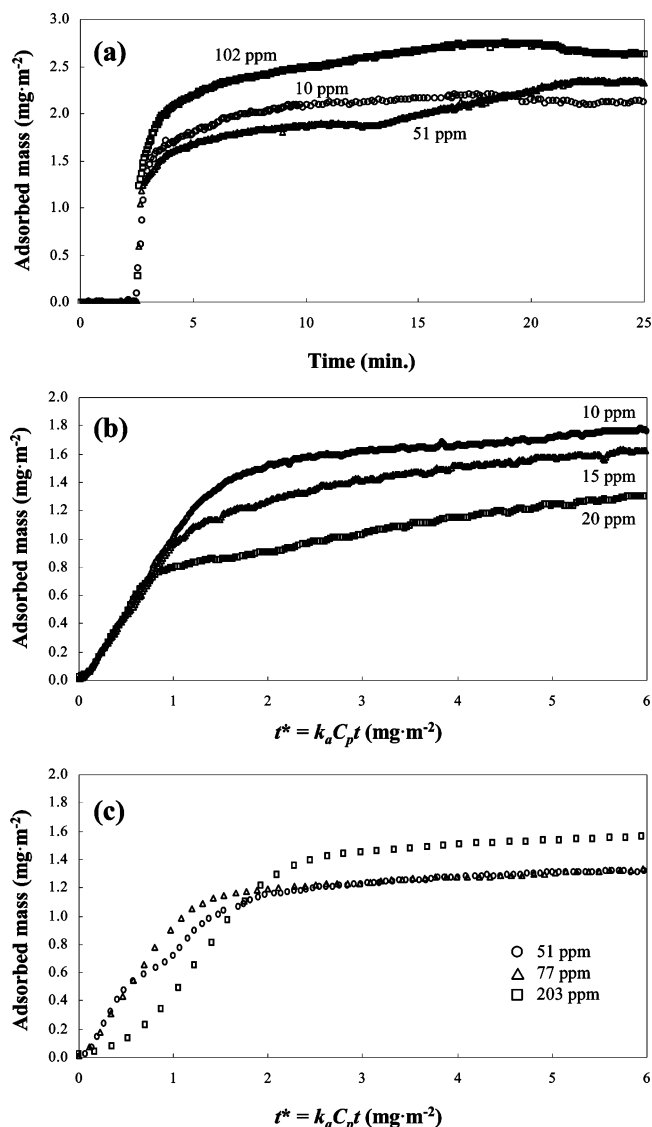 (a)
Adsorbed mass (mg·m⁻²)
3.0
2.5
2.0
1.5
1.0
0.5
0.0
102 ppm
10 ppm
51 ppm
0 5 10 15 20 25
Time (min.)
(b)
Adsorbed mass (mg·m⁻²)
2.0
1.8
1.6
1.4
1.2
1.0
0.8
0.6
0.4
0.2
0.0
10 ppm
15 ppm
20 ppm
0 1 2 3 4 5 6
t* = kₐCₚt (mg·m⁻²)
(c)
Adsorbed mass (mg·m⁻²)
2.0
1.8
1.6
1.4
1.2
1.0
0.8
0.6
0.4
0.2
0.0
51 ppm
77 ppm
203 ppm
0 1 2 3 4 5 6
t* = kₐCₚt (mg·m⁻²)